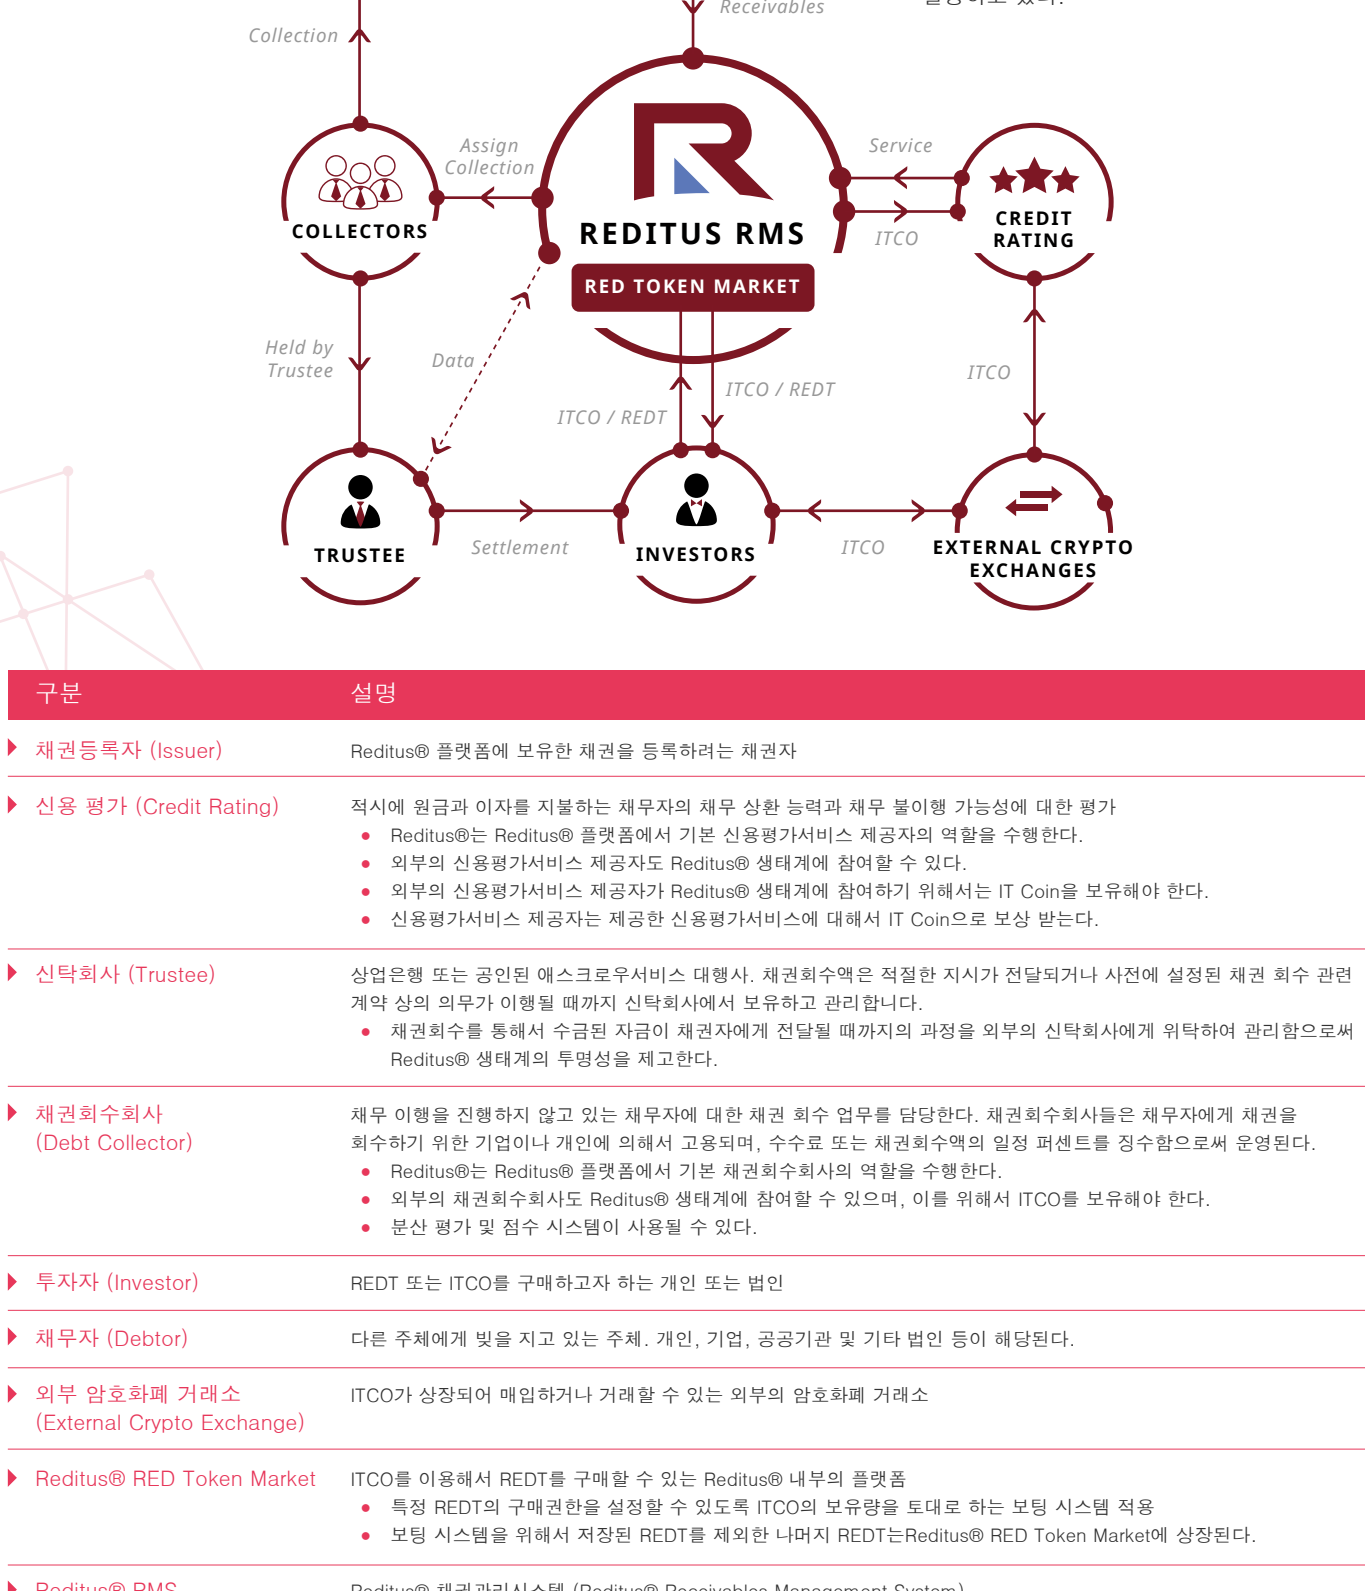 Receivables
Collection
Assign
Collection
Service
REDITUS RMS
COLLECTORS
CREDIT
RATING
ITCO
RED TOKEN MARKET
Held by
Trustee
Data
ITCO
ITCO / REDT
ITCO / REDT
TRUSTEE
Settlement
INVESTORS
ITCO
EXTERNAL CRYPTO
EXCHANGES
구분 설명
채권등록자 (Issuer) Reditus® 플랫폼에 보유한 채권을 등록하려는 채권자
신용 평가 (Credit Rating) 적시에 원금과 이자를 지불하는 채무자의 채무 상환 능력과 채무 불이행 가능성에 대한 평가
● Reditus®는 Reditus® 플랫폼에서 기본 신용평가서비스 제공자의 역할을 수행한다.
● 외부의 신용평가서비스 제공자도 Reditus® 생태계에 참여할 수 있다.
● 외부의 신용평가서비스 제공자가 Reditus® 생태계에 참여하기 위해서는 IT Coin을 보유해야 한다.
● 신용평가서비스 제공자는 제공한 신용평가서비스에 대해서 IT Coin으로 보상 받는다.
신탁회사 (Trustee) 상업은행 또는 공인된 애스크로우서비스 대행사. 채권회수액은 적절한 지시가 전달되거나 사전에 설정된 채권 회수 관련
계약 상의 의무가 이행될 때까지 신탁회사에서 보유하고 관리합니다.
● 채권회수를 통해서 수금된 자금이 채권자에게 전달될 때까지의 과정을 외부의 신탁회사에게 위탁하여 관리함으로써
Reditus® 생태계의 투명성을 제고한다.
채권회수회사 채무 이행을 진행하지 않고 있는 채무자에 대한 채권 회수 업무를 담당한다. 채권회수회사들은 채무자에게 채권을
(Debt Collector) 회수하기 위한 기업이나 개인에 의해서 고용되며, 수수료 또는 채권회수액의 일정 퍼센트를 징수함으로써 운영된다.
● Reditus®는 Reditus® 플랫폼에서 기본 채권회수회사의 역할을 수행한다.
● 외부의 채권회수회사도 Reditus® 생태계에 참여할 수 있으며, 이를 위해서 ITCO를 보유해야 한다.
● 분산 평가 및 점수 시스템이 사용될 수 있다.
투자자 (Investor) REDT 또는 ITCO를 구매하고자 하는 개인 또는 법인
채무자 (Debtor) 다른 주체에게 빚을 지고 있는 주체. 개인, 기업, 공공기관 및 기타 법인 등이 해당된다.
외부 암호화폐 거래소 ITCO가 상장되어 매입하거나 거래할 수 있는 외부의 암호화폐 거래소
(External Crypto Exchange)
Reditus® RED Token Market ITCO를 이용해서 REDT를 구매할 수 있는 Reditus® 내부의 플랫폼
● 특정 REDT의 구매권한을 설정할 수 있도록 ITCO의 보유량을 토대로 하는 보팅 시스템 적용
● 보팅 시스템을 위해서 저장된 REDT를 제외한 나머지 REDT는Reditus® RED Token Market에 상장된다.
Reditus® RMS Reditus® 채권관리시스템 (Reditus® Receivables Management System)